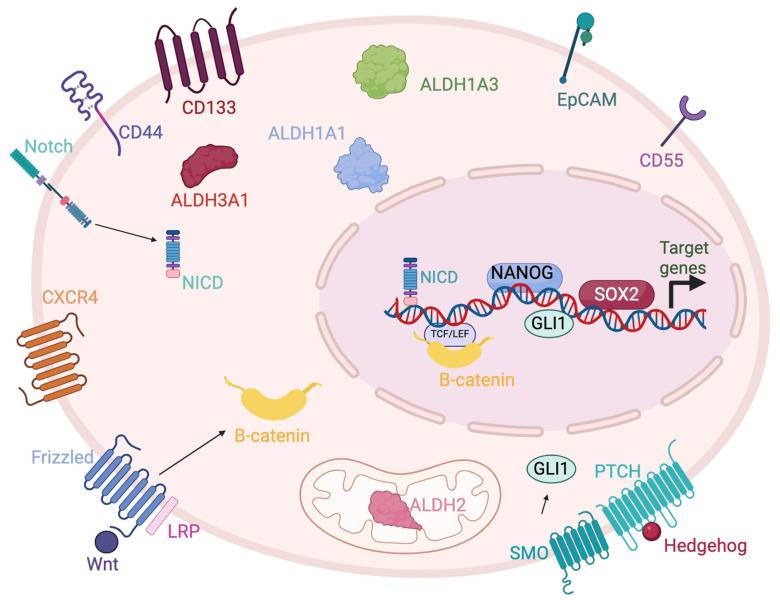 CD133
ALDH1A3
EpCAM
CD44
ALDH1A1
Notch
CD55
ALDH3A1
NICD
Target
genes
NICD
NANOG
SOX2
GLI1
TCF/LEF
B-catenin
CXCR4
B-catenin
Frizzled
LRP
Wnt
ALDH2
GLI1
PTCH
SMO
Hedgehog